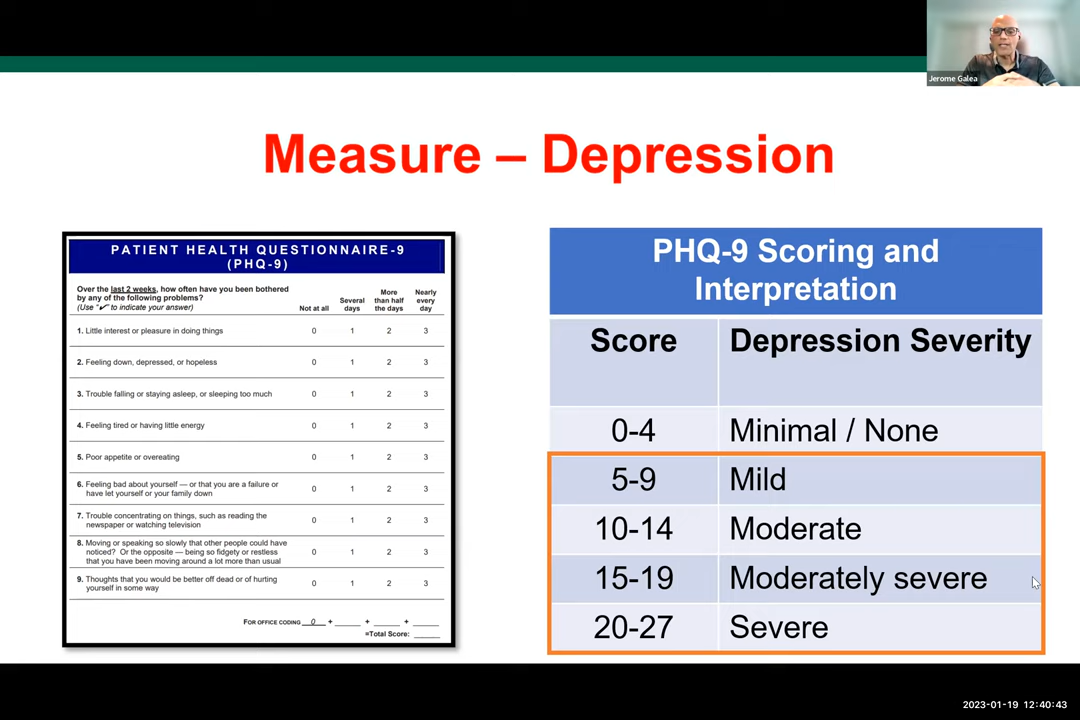 Jerome Galea
Measure – Depression
PATIENT HEALTH QUESTIONNAIRE-9
(PHQ-9)
Over the last 2 weeks, how often have you been bothered
by any of the following problems?
(Use "✔" to indicate your answer)
Not at all
Several
days
More
than half
the days
Nearly
every
day
1. Little interest or pleasure in doing things 0 1 2 3
2. Feeling down, depressed, or hopeless 0 1 2 3
3. Trouble falling or staying asleep, or sleeping too much 0 1 2 3
4. Feeling tired or having little energy 0 1 2 3
5. Poor appetite or overeating 0 1 2 3
6. Feeling bad about yourself — or that you are a failure or
have let yourself or your family down 0 1 2 3
7. Trouble concentrating on things, such as reading the
newspaper or watching television 0 1 2 3
8. Moving or speaking so slowly that other people could have
noticed? Or the opposite — being so fidgety or restless
that you have been moving around a lot more than usual 0 1 2 3
9. Thoughts that you would be better off dead or of hurting
yourself in some way 0 1 2 3
FOR OFFICE CODING 0 + ______ + ______ + ______
=Total Score: ______
PHQ-9 Scoring and
Interpretation
Score Depression Severity
0-4 Minimal / None
5-9 Mild
10-14 Moderate
15-19 Moderately severe
20-27 Severe
2023-01-19 12:40:43